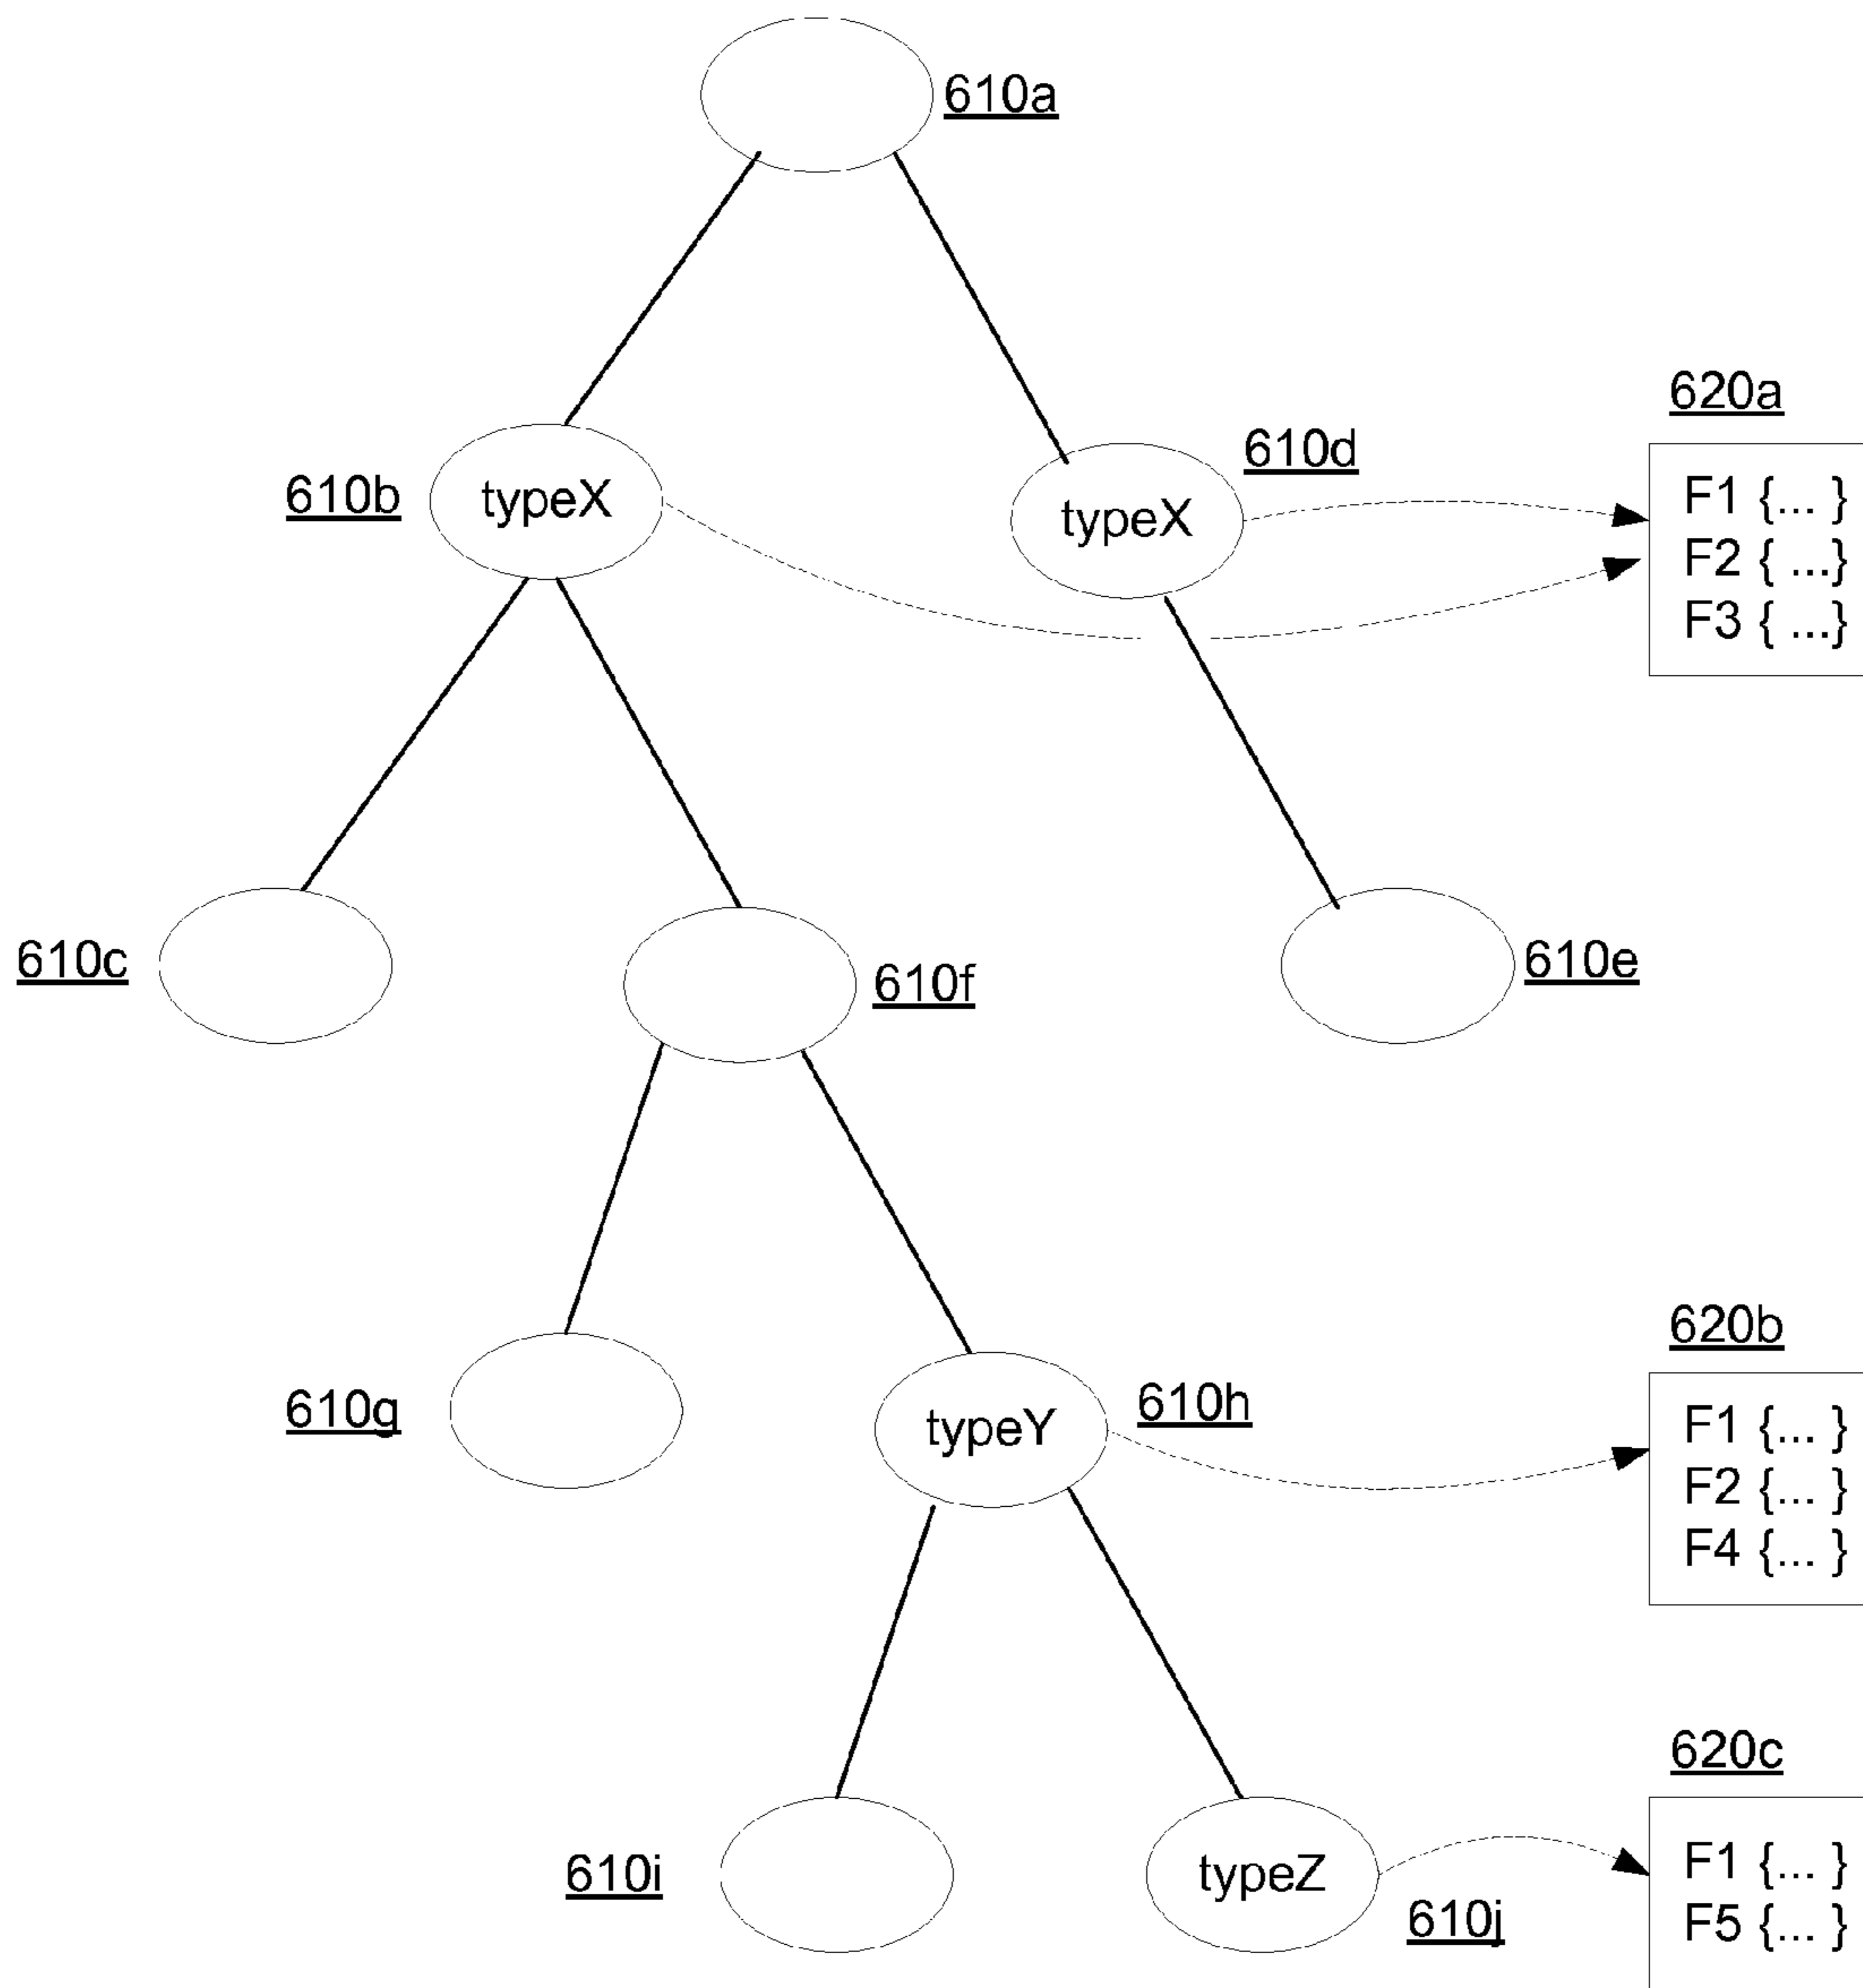 610a
620a
610d
610b
typeX
typeX
F1 {... }
F2 { ...}
F3 { ...}
610c
610f
610e
620b
610g
typeY
610h
F1 {... }
F2 {... }
F4 {... }
620c
610i
typeZ
610j
F1 {... }
F5 {... }